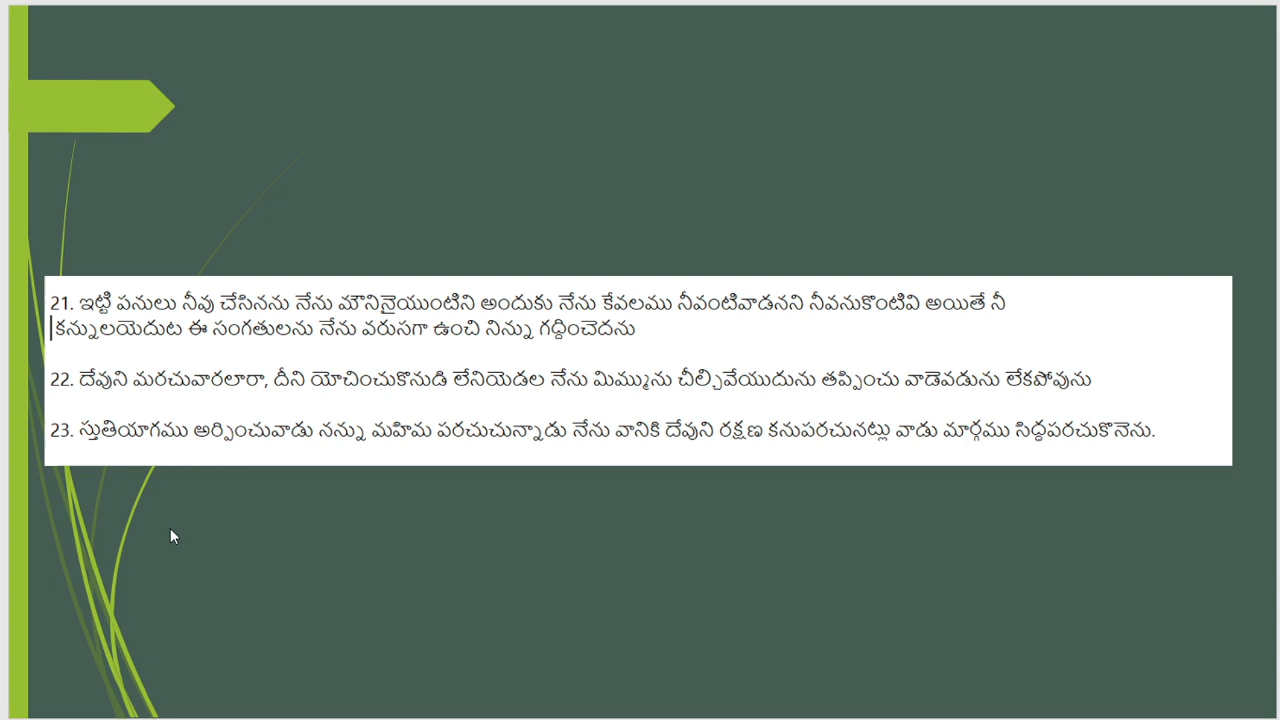 21. ఇట్టి పనులు నీవు చేసినను నేను మౌనినైయుంటిని అందుకు నేను కేవలము నీవంటివాడనని నీవనుకొంటివి అయితే నీ
కన్నులయెదుట ఈ సంగతులను నేను వరుసగా ఉంచి నిన్ను గద్దించెదను
22. దేవుని మరచువారలారా, దీని యోచించుకొనుడి లేనియెడల నేను మిమ్మును చీల్చివేయుదును తప్పించు వాడెవడును లేకపోవును
23. స్తుతియాగము అర్పించువాడు నన్ను మహిమ పరచుచున్నాడు నేను వానికి దేవుని రక్షణ కనుపరచునట్లు వాడు మార్గము సిద్ధపరచుకొనెను.